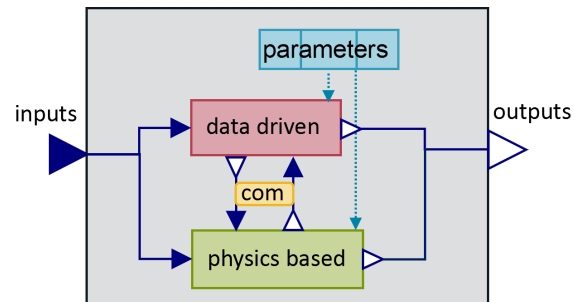 parameters
inputs
outputs
data driven
com
physics based